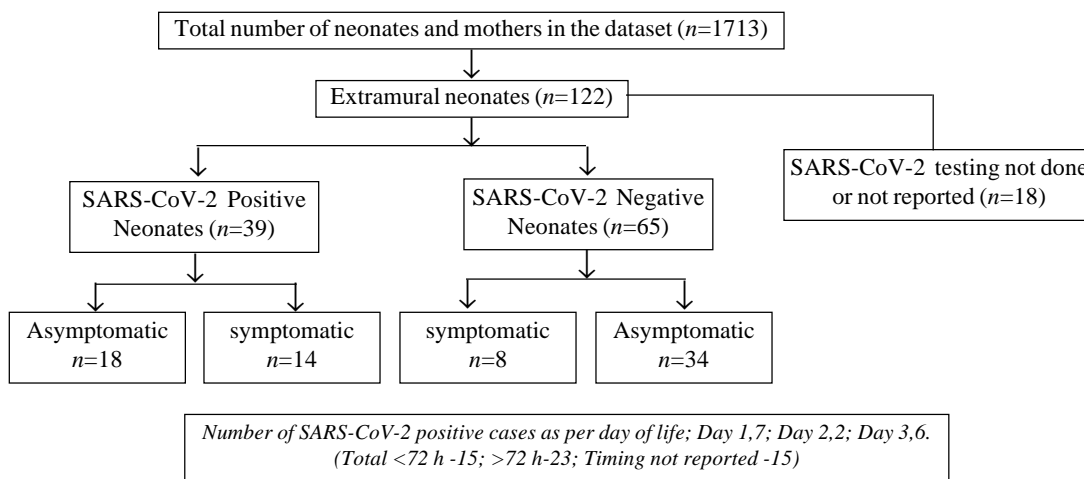 Total number of neonates and mothers in the dataset (n=1713)
Extramural neonates (n=122)
SARS-CoV-2 testing not done
or not reported (n=18)
SARS-CoV-2 Positive
Neonates (n=39)
SARS-CoV-2 Negative
Neonates (n=65)
Asymptomatic
n=18
symptomatic
n=14
symptomatic
n=8
Asymptomatic
n=34
Number of SARS-CoV-2 positive cases as per day of life; Day 1,7; Day 2,2; Day 3,6.
(Total <72 h -15; >72 h-23; Timing not reported -15)